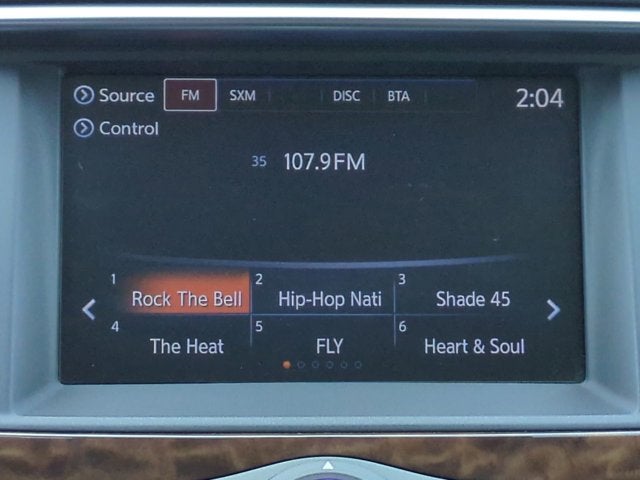 Source FM SXM DISC BTA 2:04
Control
35 107.9FM
1 Rock The Bell 2 Hip-Hop Nati 3 Shade 45
4 The Heat 5 FLY 6 Heart & Soul